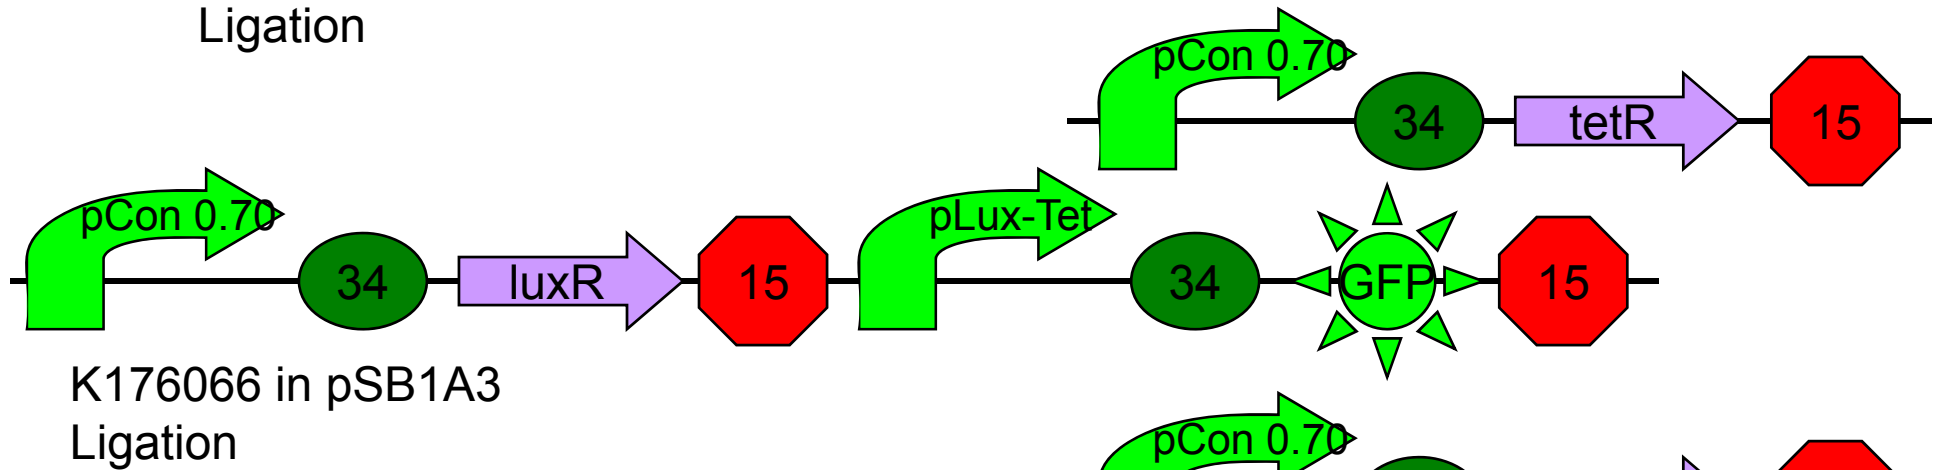 Ligation
pCon 0.70
34
tetR
15
pCon 0.70
34
luxR
15
pLux-Tet
34
GFP
15
K176066 in pSB1A3
Ligation
pCon 0.70